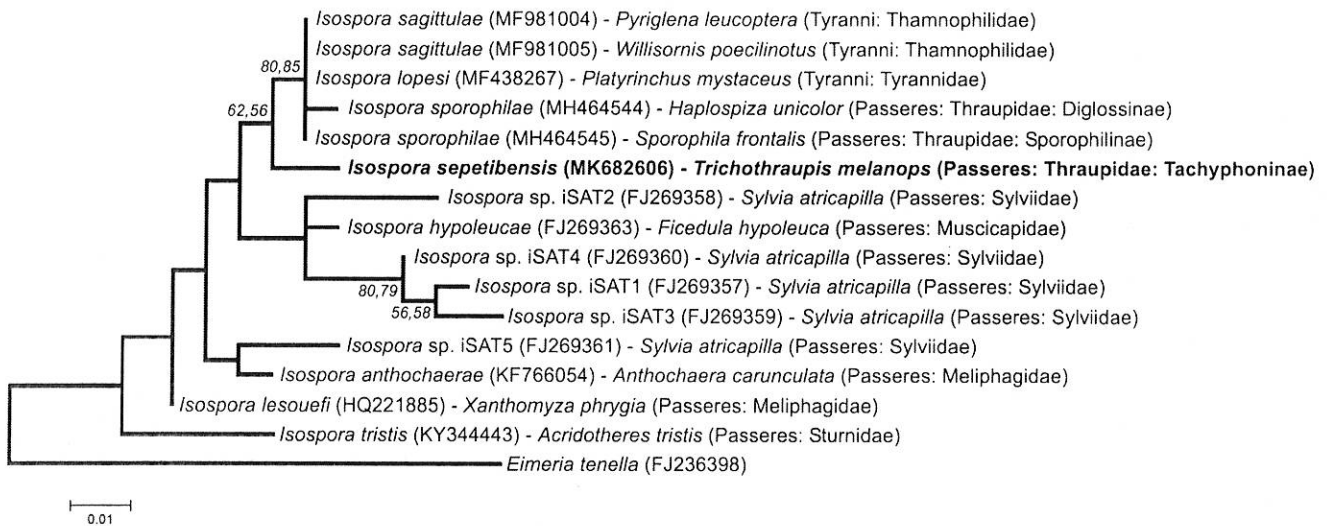 Isospora sagittulae (MF981004) - Pyriglena leucoptera (Tyranni: Thamnophilidae)
Isospora sagittulae (MF981005) - Willisornis poecilinotus (Tyranni: Thamnophilidae)
80,85
Isospora lopesi (MF438267) - Platyrinchus mystaceus (Tyranni: Tyrannidae)
62,56
Isospora sporophilae (MH464544) - Haplospiza unicolor (Passeres: Thraupidae: Diglossinae)
Isospora sporophilae (MH464545) - Sporophila frontalis (Passeres: Thraupidae: Sporophilinae)
Isospora sepetibensis (MK682606) - Trichothraupis melanops (Passeres: Thraupidae: Tachyphoninae)
Isospora sp. iSAT2 (FJ269358) - Sylvia atricapilla (Passeres: Sylviidae)
Isospora hypoleucae (FJ269363) - Ficedula hypoleuca (Passeres: Muscicapidae)
Isospora sp. iSAT4 (FJ269360) - Sylvia atricapilla (Passeres: Sylviidae)
80,79
Isospora sp. iSAT1 (FJ269357) - Sylvia atricapilla (Passeres: Sylviidae)
56,58
Isospora sp. iSAT3 (FJ269359) - Sylvia atricapilla (Passeres: Sylviidae)
Isospora sp. iSAT5 (FJ269361) - Sylvia atricapilla (Passeres: Sylviidae)
Isospora anthochaerae (KF766054) - Anthochaera carunculata (Passeres: Meliphagidae)
Isospora lesouefi (HQ221885) - Xanthomyza phrygia (Passeres: Meliphagidae)
Isospora tristis (KY344443) - Acridotheres tristis (Passeres: Sturnidae)
Eimeria tenella (FJ236398)
0.01